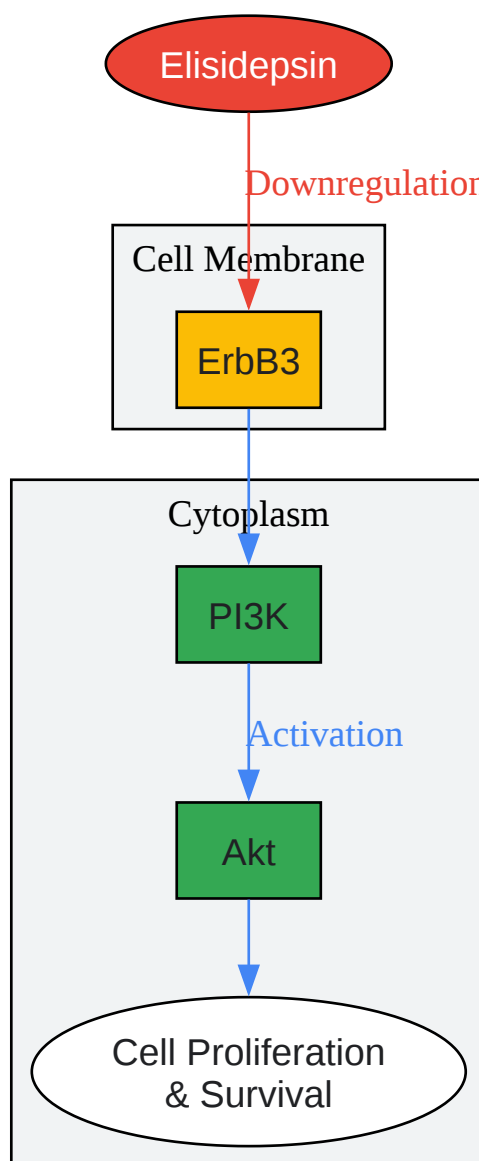 Elisidepsin
Downregulation
Cell Membrane
ErbB3
Cytoplasm
PI3K
Activation
Akt
Cell Proliferation
& Survival